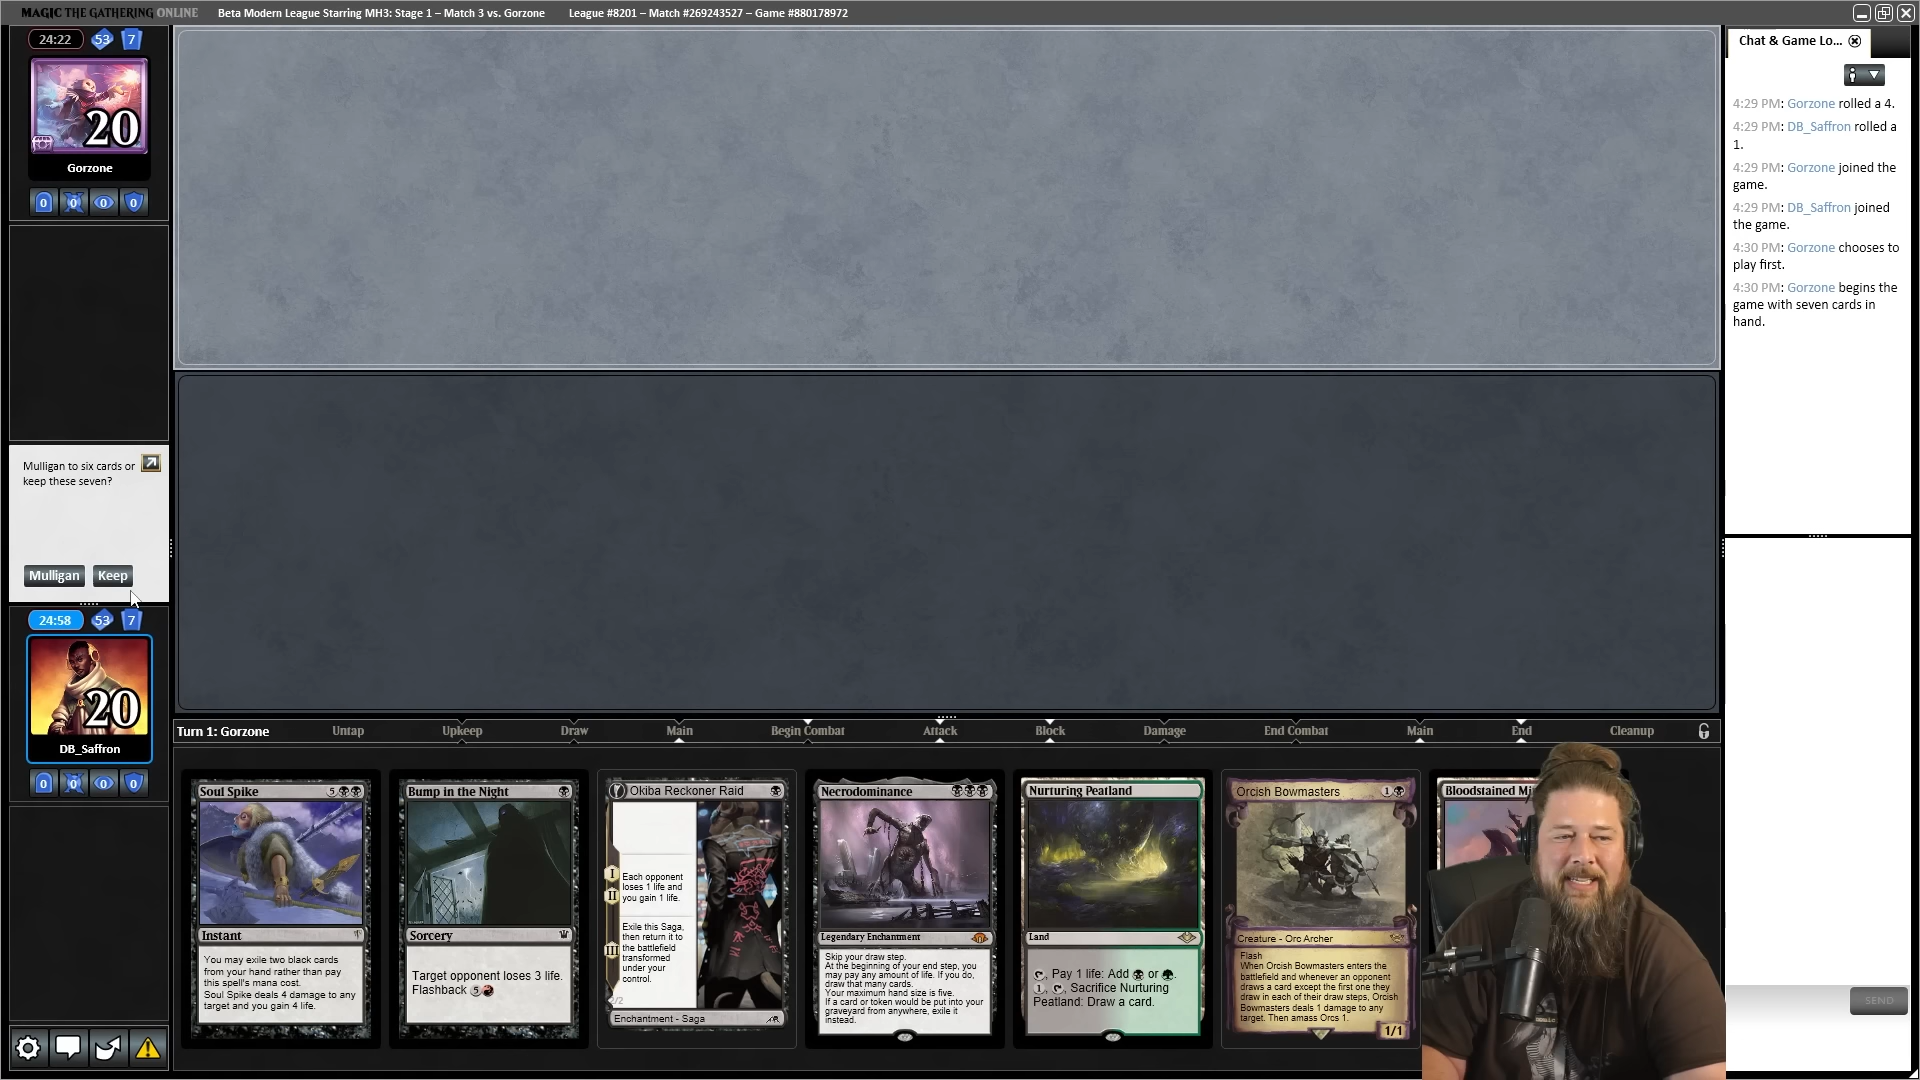 MAGIC THE GATHERING ONLINE
Beta Modern League Starring MH3: Stage 1 – Match 3 vs. Gorzone
League #8201 – Match #269243527 – Game #880178972
24:22
53
7
20
Gorzone
0
0
0
0
Mulligan to six cards or
keep these seven?
Mulligan
Keep
24:58
53
7
20
DB_Saffron
0
0
0
0
Turn 1: Gorzone
Untap
Upkeep
Draw
Main
Begin Combat
Attack
Block
Damage
End Combat
Main
End
Cleanup
Soul Spike
5
Instant
You may exile two black cards
from your hand rather than pay
this spell's mana cost.
Soul Spike deals 4 damage to any
target and you gain 4 life.
Bump in the Night
Sorcery
Target opponent loses 3 life.
Flashback 5
Okiba Reckoner Raid
I
II
Each opponent
loses 1 life and
you gain 1 life.
III
Exile this Saga,
then return it to
the battlefield
transformed
under your
control.
2/2
Enchantment - Saga
Necrodominance
Legendary Enchantment
Skip your draw step.
At the beginning of your end step, you
may pay any amount of life. If you do,
draw that many cards.
Your maximum hand size is five.
If a card or token would be put into your
graveyard from anywhere, exile it
instead.
Nurturing Peatland
Land
, Pay 1 life: Add or .
1, , Sacrifice Nurturing
Peatland: Draw a card.
Orcish Bowmasters
1
Creature - Orc Archer
Flash
When Orcish Bowmasters enters the
battlefield and whenever an opponent
draws a card except the first one they
draw in each of their draw steps, Orcish
Bowmasters deals 1 damage to any
target. Then amass Orcs 1.
1/1
Bloodstained Mi
Chat & Game Lo...
4:29 PM: Gorzone rolled a 4.
4:29 PM: DB_Saffron rolled a
1.
4:29 PM: Gorzone joined the
game.
4:29 PM: DB_Saffron joined
the game.
4:30 PM: Gorzone chooses to
play first.
4:30 PM: Gorzone begins the
game with seven cards in
hand.
SEND